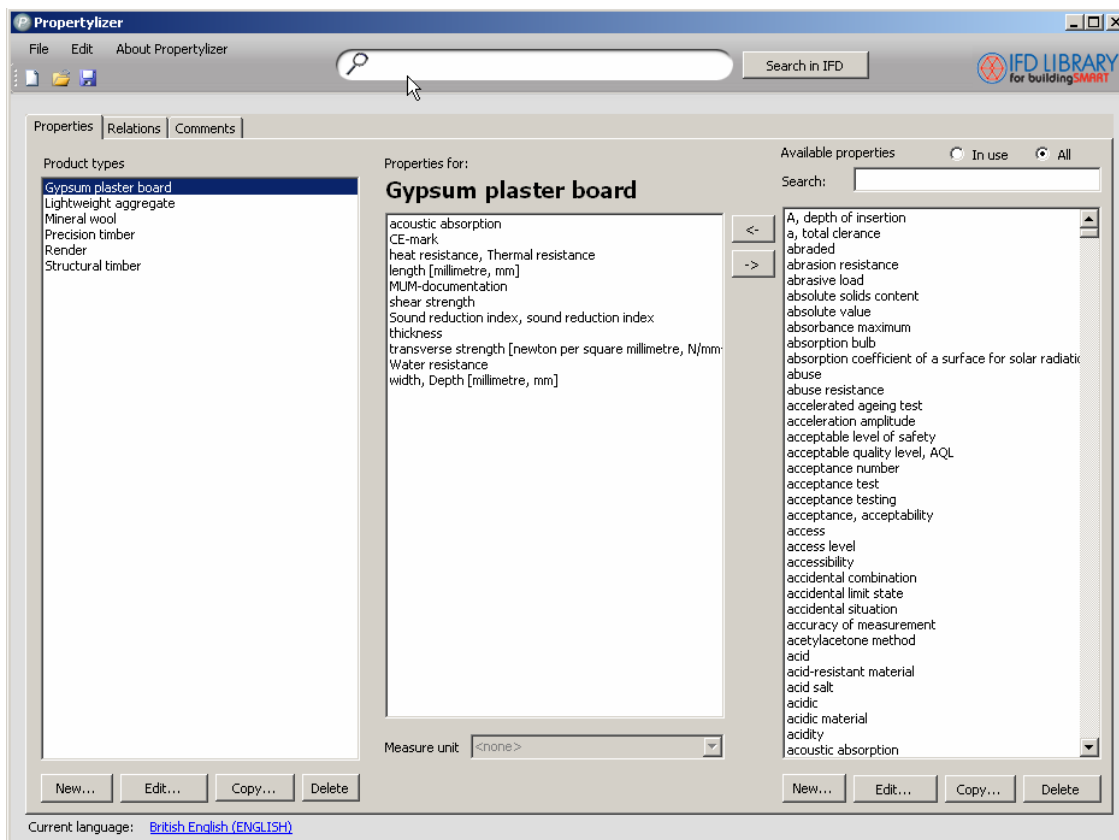 Propertylizer
File Edit About Propertylizer
Search in IFD
IFD LIBRARY
for buildingSMART
Properties Relations Comments
Product types
Gypsum plaster board
Lightweight aggregate
Mineral wool
Precision timber
Render
Structural timber
New... Edit... Copy... Delete
Properties for:
Gypsum plaster board
acoustic absorption
CE-mark
heat resistance, Thermal resistance
length [millimetre, mm]
MUM-documentation
shear strength
Sound reduction index, sound reduction index
thickness
transverse strength [newton per square millimetre, N/mm
Water resistance
width, Depth [millimetre, mm]
Measure unit <none>
<-
->
Available properties In use All
Search:
A, depth of insertion
a, total clerance
abraded
abrasion resistance
abrasive load
absolute solids content
absolute value
absorbance maximum
absorption bulb
absorption coefficient of a surface for solar radiatic
abuse
abuse resistance
accelerated ageing test
acceleration amplitude
acceptable level of safety
acceptable quality level, AQL
acceptance number
acceptance test
acceptance testing
acceptance, acceptability
access
access level
accessibility
accidental combination
accidental limit state
accidental situation
accuracy of measurement
acetylacetone method
acid
acid-resistant material
acid salt
acidic
acidic material
acidity
acoustic absorption
New... Edit... Copy... Delete
Current language: British English (ENGLISH)